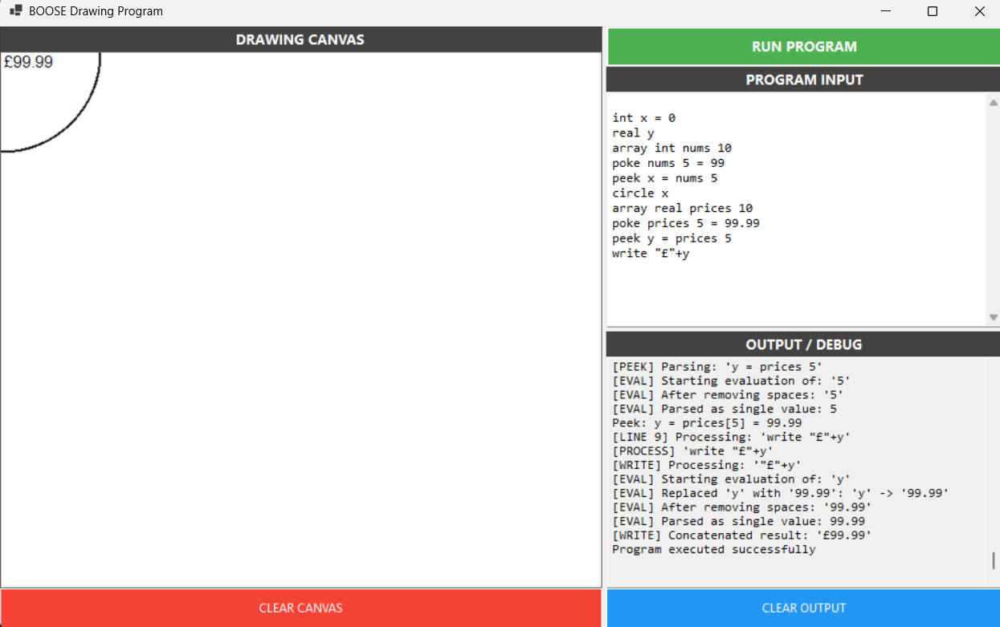 BOOSE Drawing Program
DRAWING CANVAS
£99.99
CLEAR CANVAS
RUN PROGRAM
PROGRAM INPUT
int x = 0
real y
array int nums 10
poke nums 5 = 99
peek x = nums 5
circle x
array real prices 10
poke prices 5 = 99.99
peek y = prices 5
write "£"+y
OUTPUT / DEBUG
[PEEK] Parsing: 'y = prices 5'
[EVAL] Starting evaluation of: '5'
[EVAL] After removing spaces: '5'
[EVAL] Parsed as single value: 5
Peek: y = prices[5] = 99.99
[LINE 9] Processing: 'write "£"+y'
[PROCESS] 'write "£"+y'
[WRITE] Processing: '"£"+y'
[EVAL] Starting evaluation of: 'y'
[EVAL] Replaced 'y' with '99.99': 'y' -> '99.99'
[EVAL] After removing spaces: '99.99'
[EVAL] Parsed as single value: 99.99
[WRITE] Concatenated result: '£99.99'
Program executed successfully
CLEAR OUTPUT